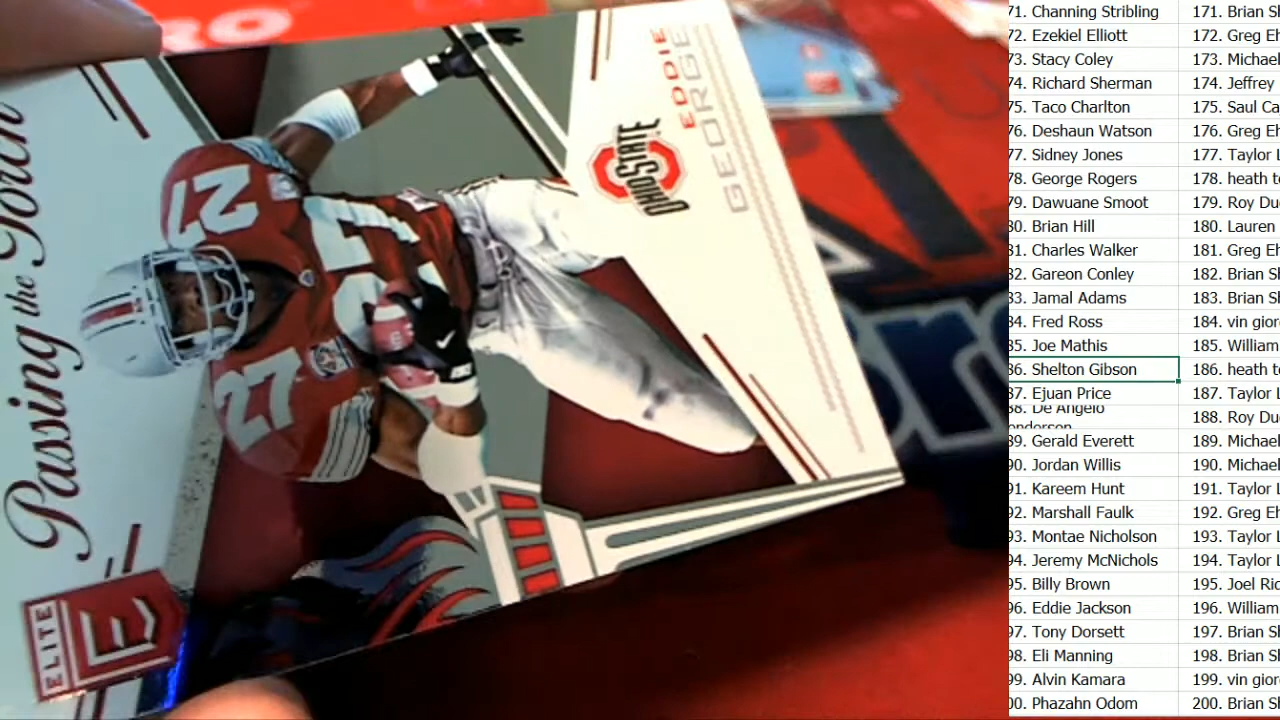 RO
Passing the Torch
EDDIE
GEORGE
OHIO STATE
27
27
27
ELITE
E
71. Channing Stribling 171. Brian S
72. Ezekiel Elliott 172. Greg E
73. Stacy Coley 173. Michael
74. Richard Sherman 174. Jeffrey
75. Taco Charlton 175. Saul Ca
76. Deshaun Watson 176. Greg E
77. Sidney Jones 177. Taylor L
78. George Rogers 178. heath t
79. Dawuane Smoot 179. Roy Du
80. Brian Hill 180. Lauren
81. Charles Walker 181. Greg E
82. Gareon Conley 182. Brian S
83. Jamal Adams 183. Brian S
84. Fred Ross 184. vin gior
85. Joe Mathis 185. William
86. Shelton Gibson 186. heath t
87. Ejuan Price 187. Taylor L
88. De Angelo 188. Roy Du
enderson
89. Gerald Everett 189. Michael
90. Jordan Willis 190. Michael
91. Kareem Hunt 191. Taylor L
92. Marshall Faulk 192. Greg E
93. Montae Nicholson 193. Taylor L
94. Jeremy McNichols 194. Taylor L
95. Billy Brown 195. Joel Ric
96. Eddie Jackson 196. William
97. Tony Dorsett 197. Brian S
98. Eli Manning 198. Brian S
99. Alvin Kamara 199. vin gior
00. Phazahn Odom 200. Brian S